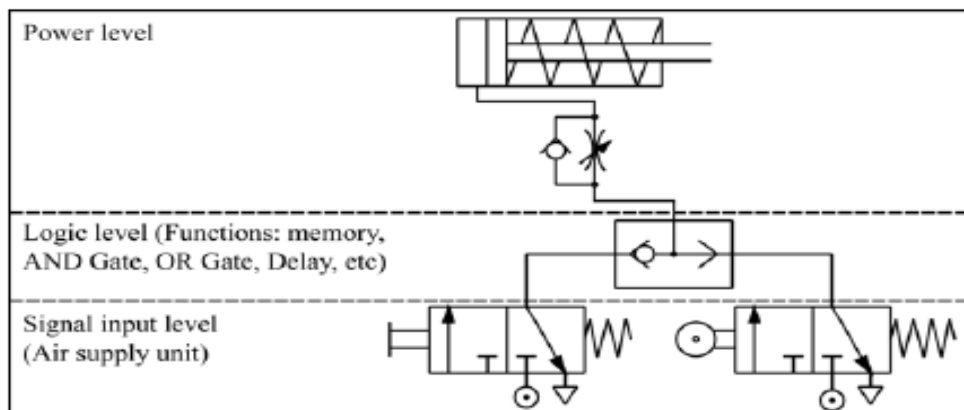 Power level
Logic level (Functions: memory,
AND Gate, OR Gate, Delay, etc)
Signal input level
(Air supply unit)